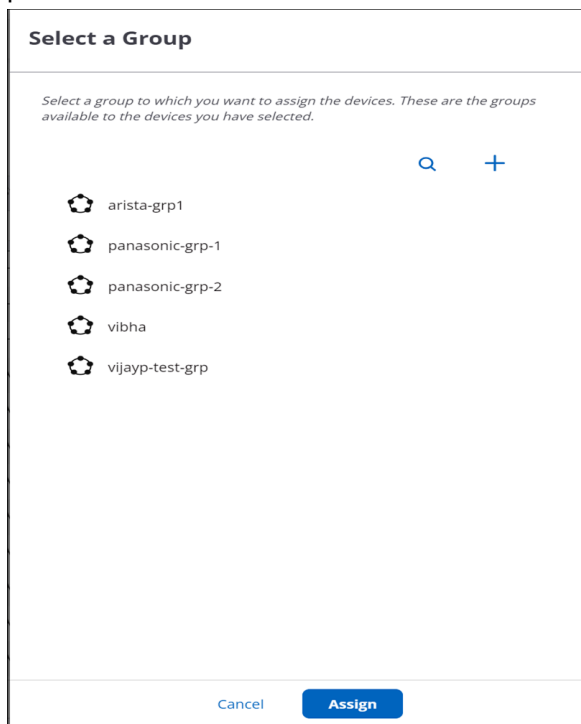 Select a Group
Select a group to which you want to assign the devices. These are the groups
available to the devices you have selected.
arista-grp1
panasonic-grp-1
panasonic-grp-2
vibha
vijayp-test-grp
Cancel Assign